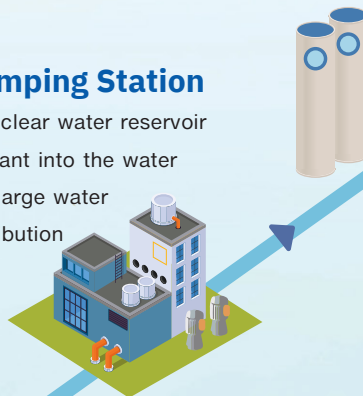 mping Station
clear water reservoir
ant into the water
arge water
bution